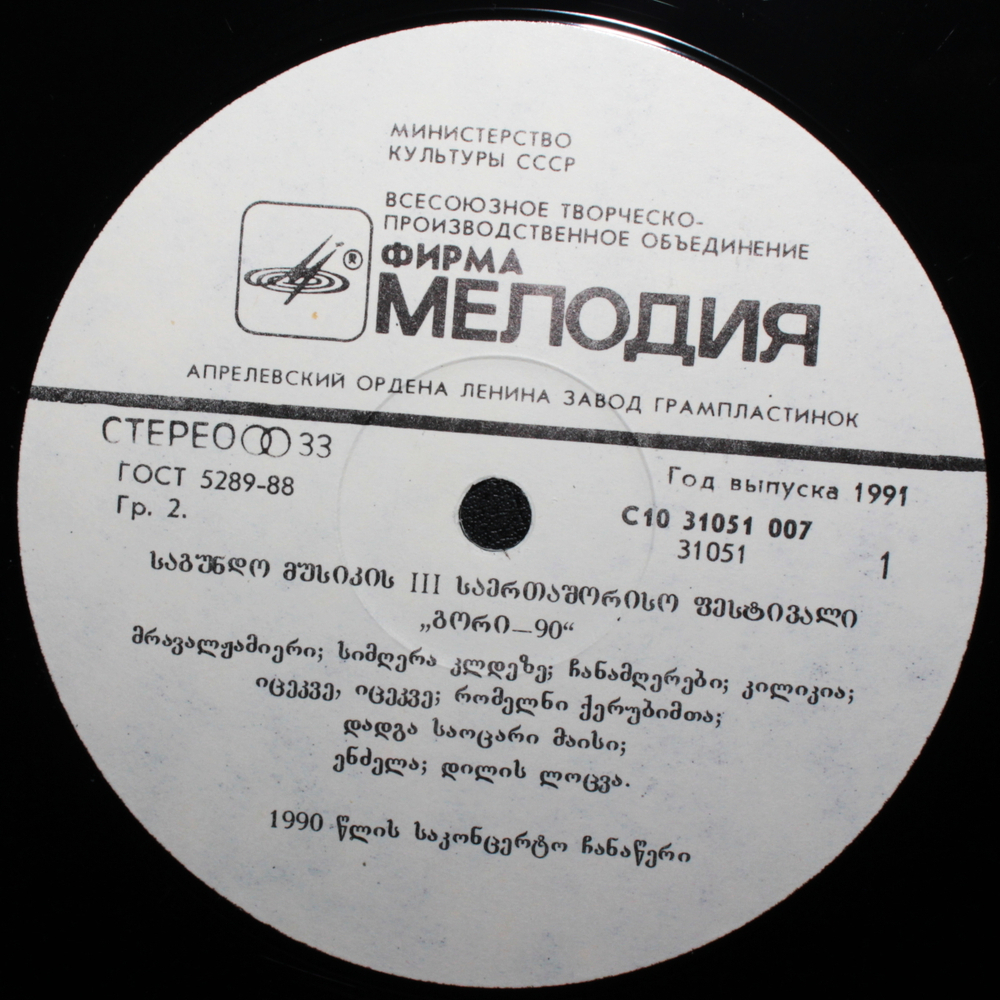 МИНИСТЕРСТВО
КУЛЬТУРЫ СССР
ВСЕСОЮЗНОЕ ТВОРЧЕСКО-
ПРОИЗВОДСТВЕННОЕ ОБЪЕДИНЕНИЕ
®
ФИРМА
МЕЛОДИЯ
АПРЕЛЕВСКИЙ ОРДЕНА ЛЕНИНА ЗАВОД ГРАМПЛАСТИНОК
СТЕРЕО 33
ГОСТ 5289-88
Гр. 2.
Год выпуска 1991
С10 31051 007
31051
1
საგუნდო მუსიკის III საერთაშორისო ფესტივალი
„გორი—90“
მრავალჟამიერი; სიმღერა კლდეზე; ჩანამღერები; კილიკია;
იცეკვე, იცეკვე; რომელნი ქერუბიმთა;
დადგა საოცარი მაისი;
ენძელა; დილის ლოცვა.
1990 წლის საკონცერტო ჩანაწერი